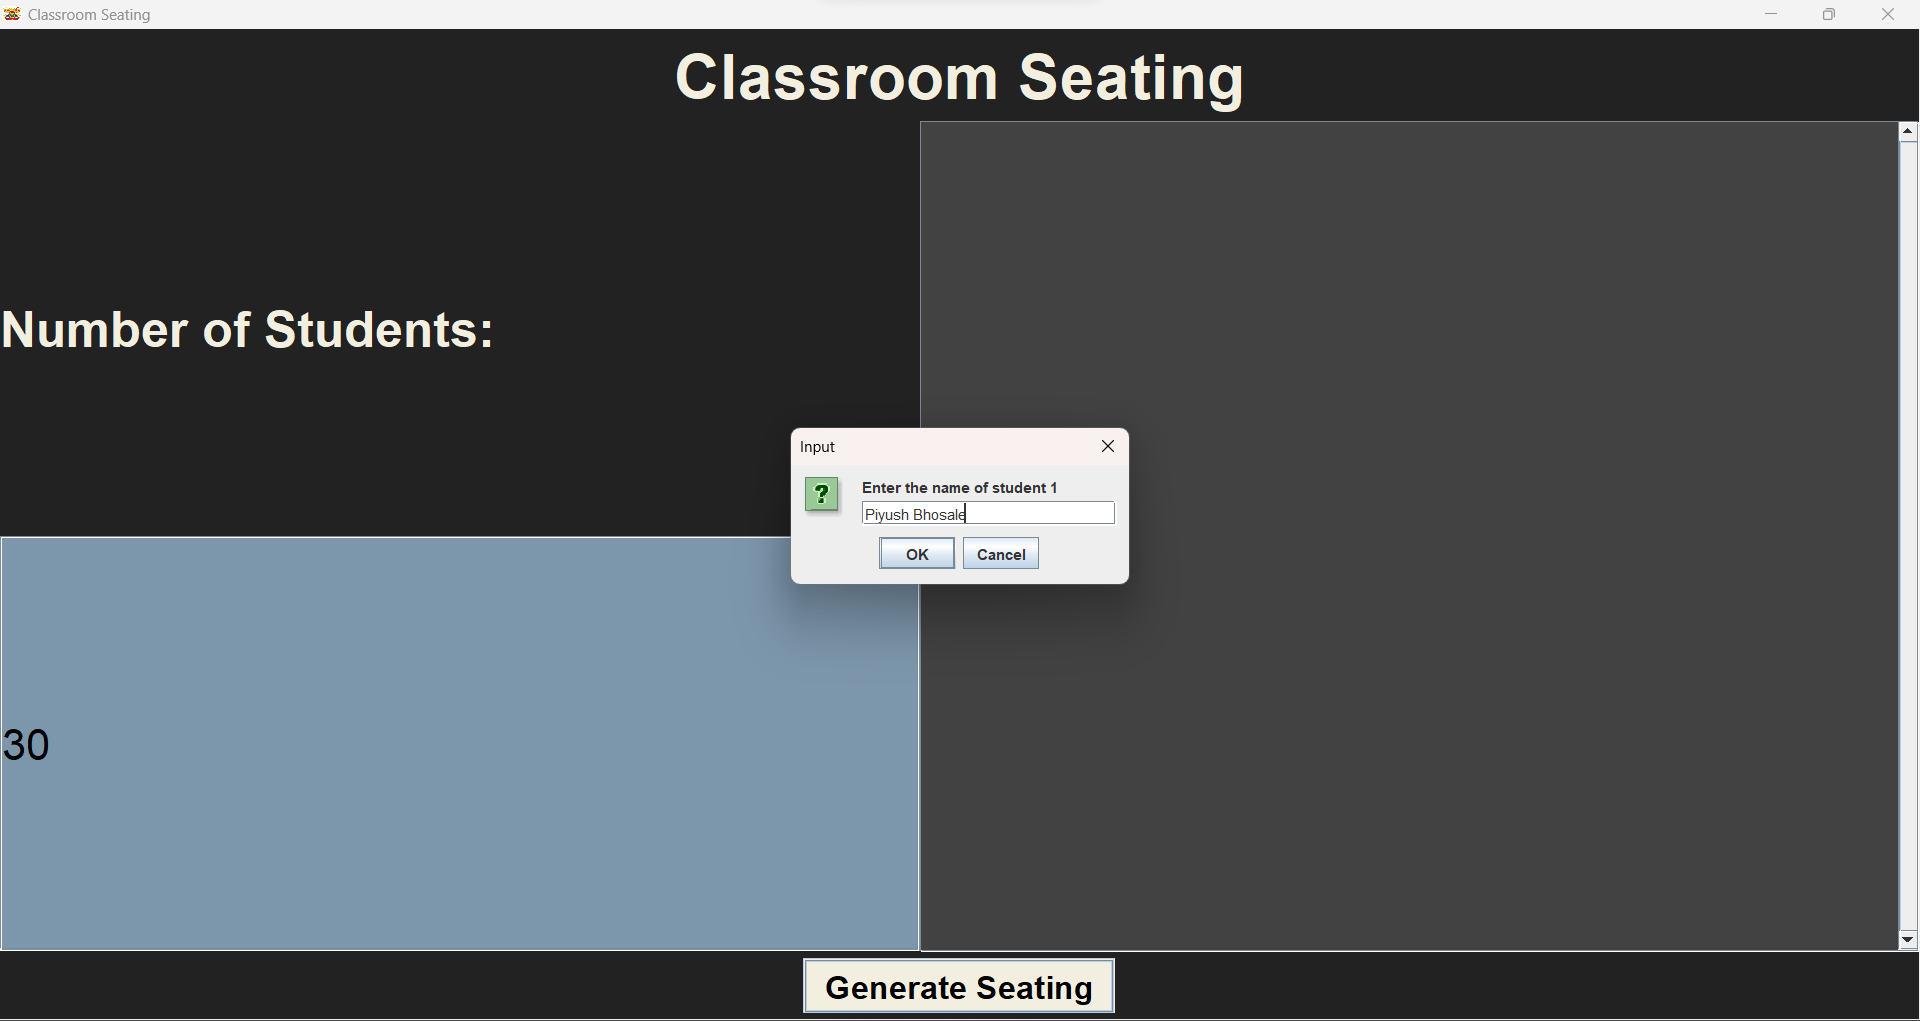 Classroom Seating
Classroom Seating
Number of Students:
Input
?
Enter the name of student 1
Piyush Bhosale
OK Cancel
30
Generate Seating